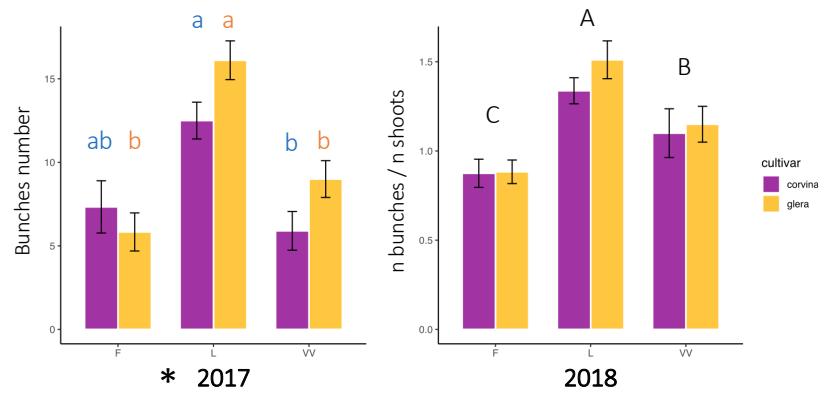 a a
ab b
b b
Bunches number
15
10
5
0
F L VV
* 2017
A
B
C
n bunches / n shoots
1.5
1.0
0.5
0.0
F L VV
2018
cultivar
corvina
glera